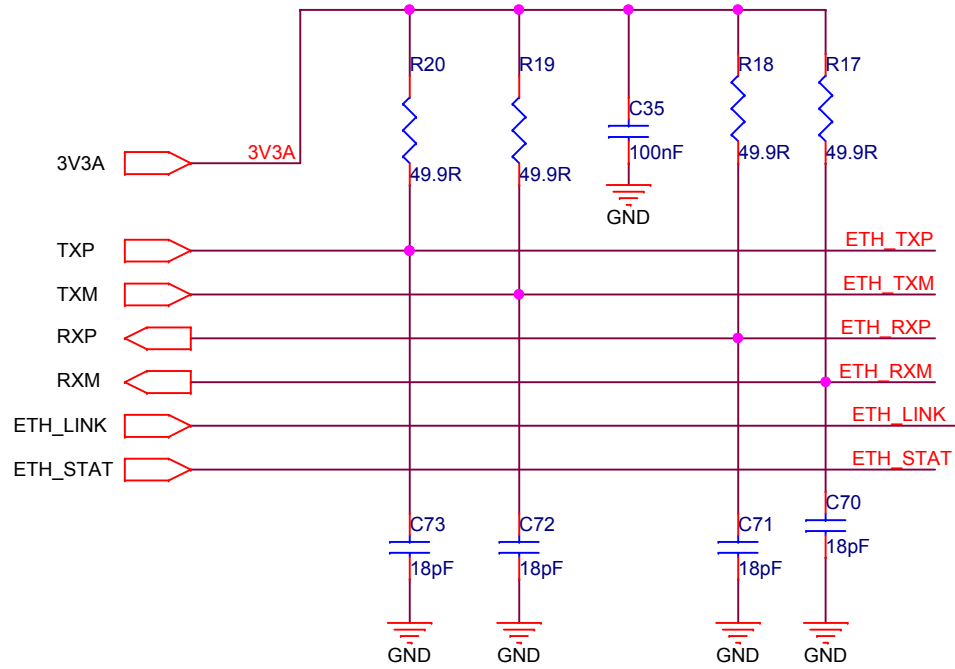 R20
R19
R18
R17
C35
3V3A
3V3A
100nF
49.9R
49.9R
49.9R
49.9R
GND
TXP
ETH_TXP
TXM
ETH_TXM
RXP
ETH_RXP
RXM
ETH_RXM
ETH_LINK
ETH_LINK
ETH_STAT
ETH_STAT
C73
C72
C71
C70
18pF
18pF
18pF
18pF
GND
GND
GND
GND